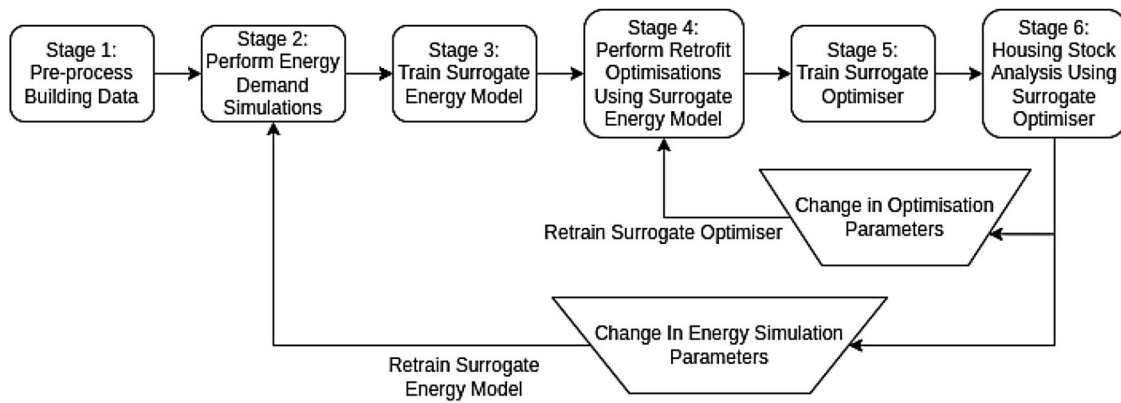 Stage 1:
Pre-process
Building Data
Stage 2:
Perform Energy
Demand
Simulations
Stage 3:
Train Surrogate
Energy Model
Stage 4:
Perform Retrofit
Optimisations
Using Surrogate
Energy Model
Stage 5:
Train Surrogate
Optimiser
Stage 6:
Housing Stock
Analysis Using
Surrogate
Optimiser
Change in Optimisation
Parameters
Retrain Surrogate Optimiser
Change In Energy Simulation
Parameters
Retrain Surrogate
Energy Model